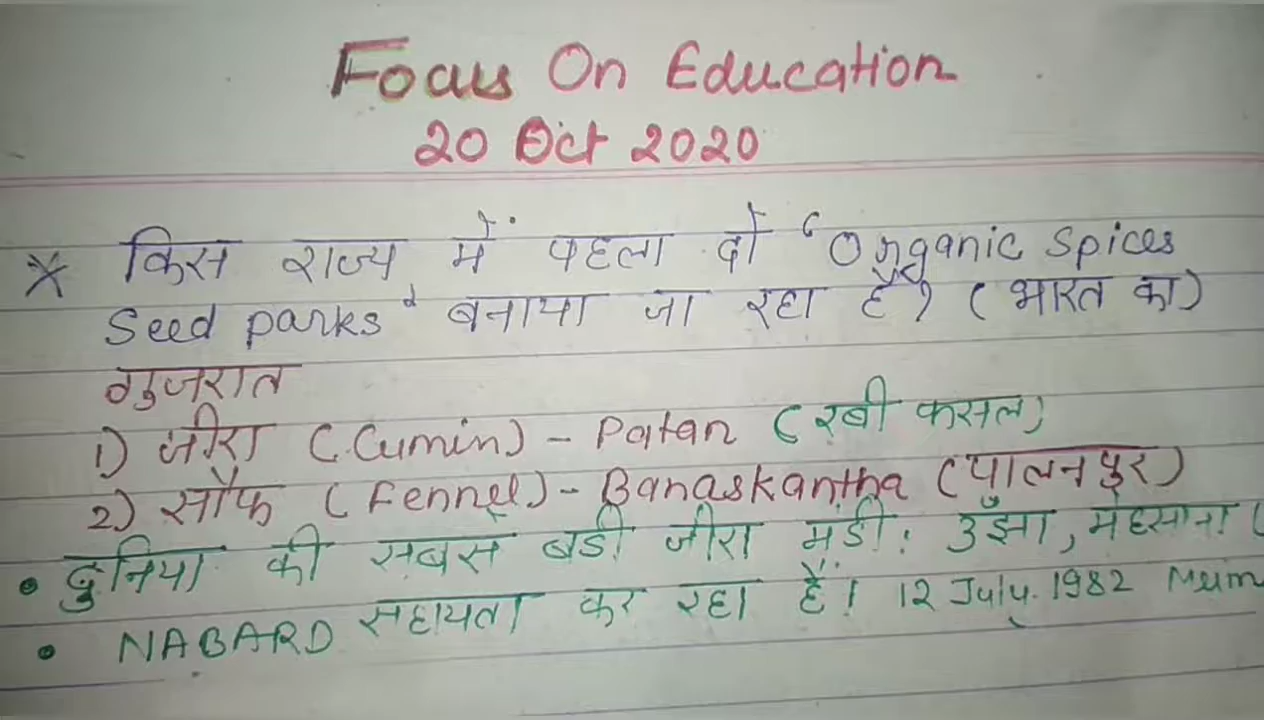 Focus On Education
20 Oct 2020
* किस राज्य में पहला दो 'Organic Spices
Seed parks' बनाया जा रहा है? (भारत का)
गुजरात
1) जीरा (Cumin) - Patan (रबी फसल)
2) सौंफ (Fennel) - Banaskantha (पालनपुर)
• दुनिया की सबसे बडी जीरा मंडी: उँझा, मेहसाना (
• NABARD सहायता कर रहा है। 12 July. 1982 Mum